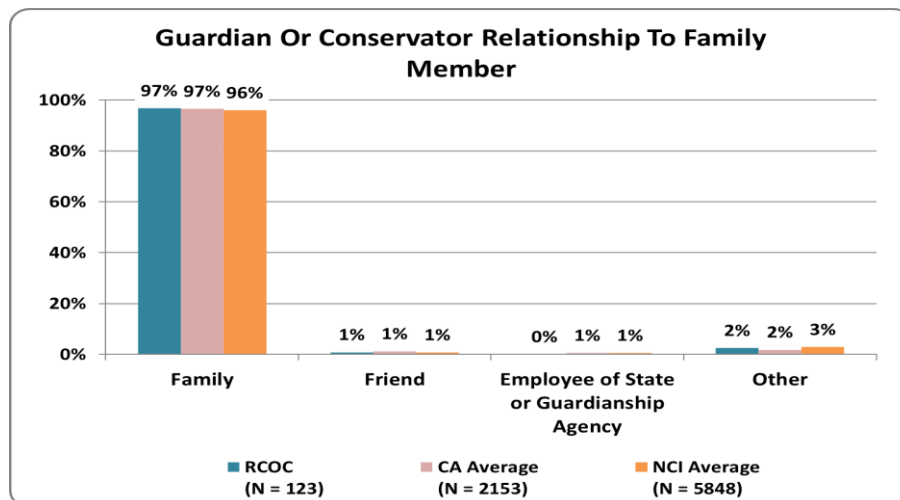 Guardian Or Conservator Relationship To Family
Member
97% 97% 96%
100%
80%
60%
40%
20%
0%
1% 1% 1%
0% 1% 1%
2% 2% 3%
Family
Friend
Employee of State
or Guardianship
Agency
Other
RCOC
(N = 123)
CA Average
(N = 2153)
NCI Average
(N = 5848)